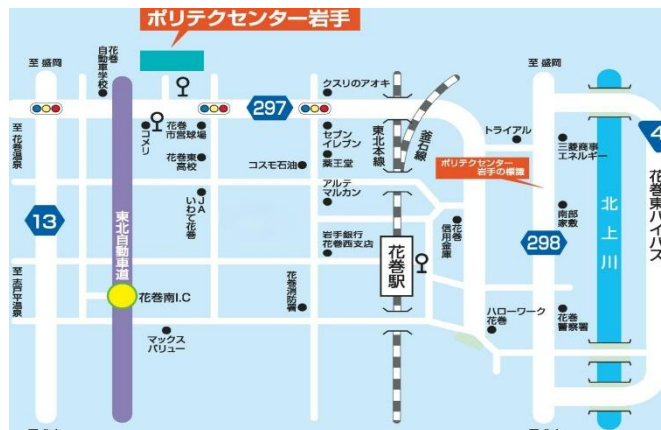 ポリテクセンター岩手
至 盛岡
花巻
自動車学校
297
クスリのアオキ
至 盛岡
4
コメリ
花巻
市営球場
花巻東
高校
セブン
イレブン
薬王堂
コスモ石油
東北本線
釜石線
トライアル
三菱商事
エネルギー
ポリテクセンター
岩手の標識
至 花巻温泉
13
東北自動車道
JA
いわて花巻
アルテ
マルカン
岩手銀行
花巻西支店
花巻
信用金庫
花巻駅
南部
家敷
298
北上川
花巻東バイパス
至 志戸平温泉
花巻南I.C
花巻消防署
ハローワーク
花巻
花巻
警察署
マックス
バリュー